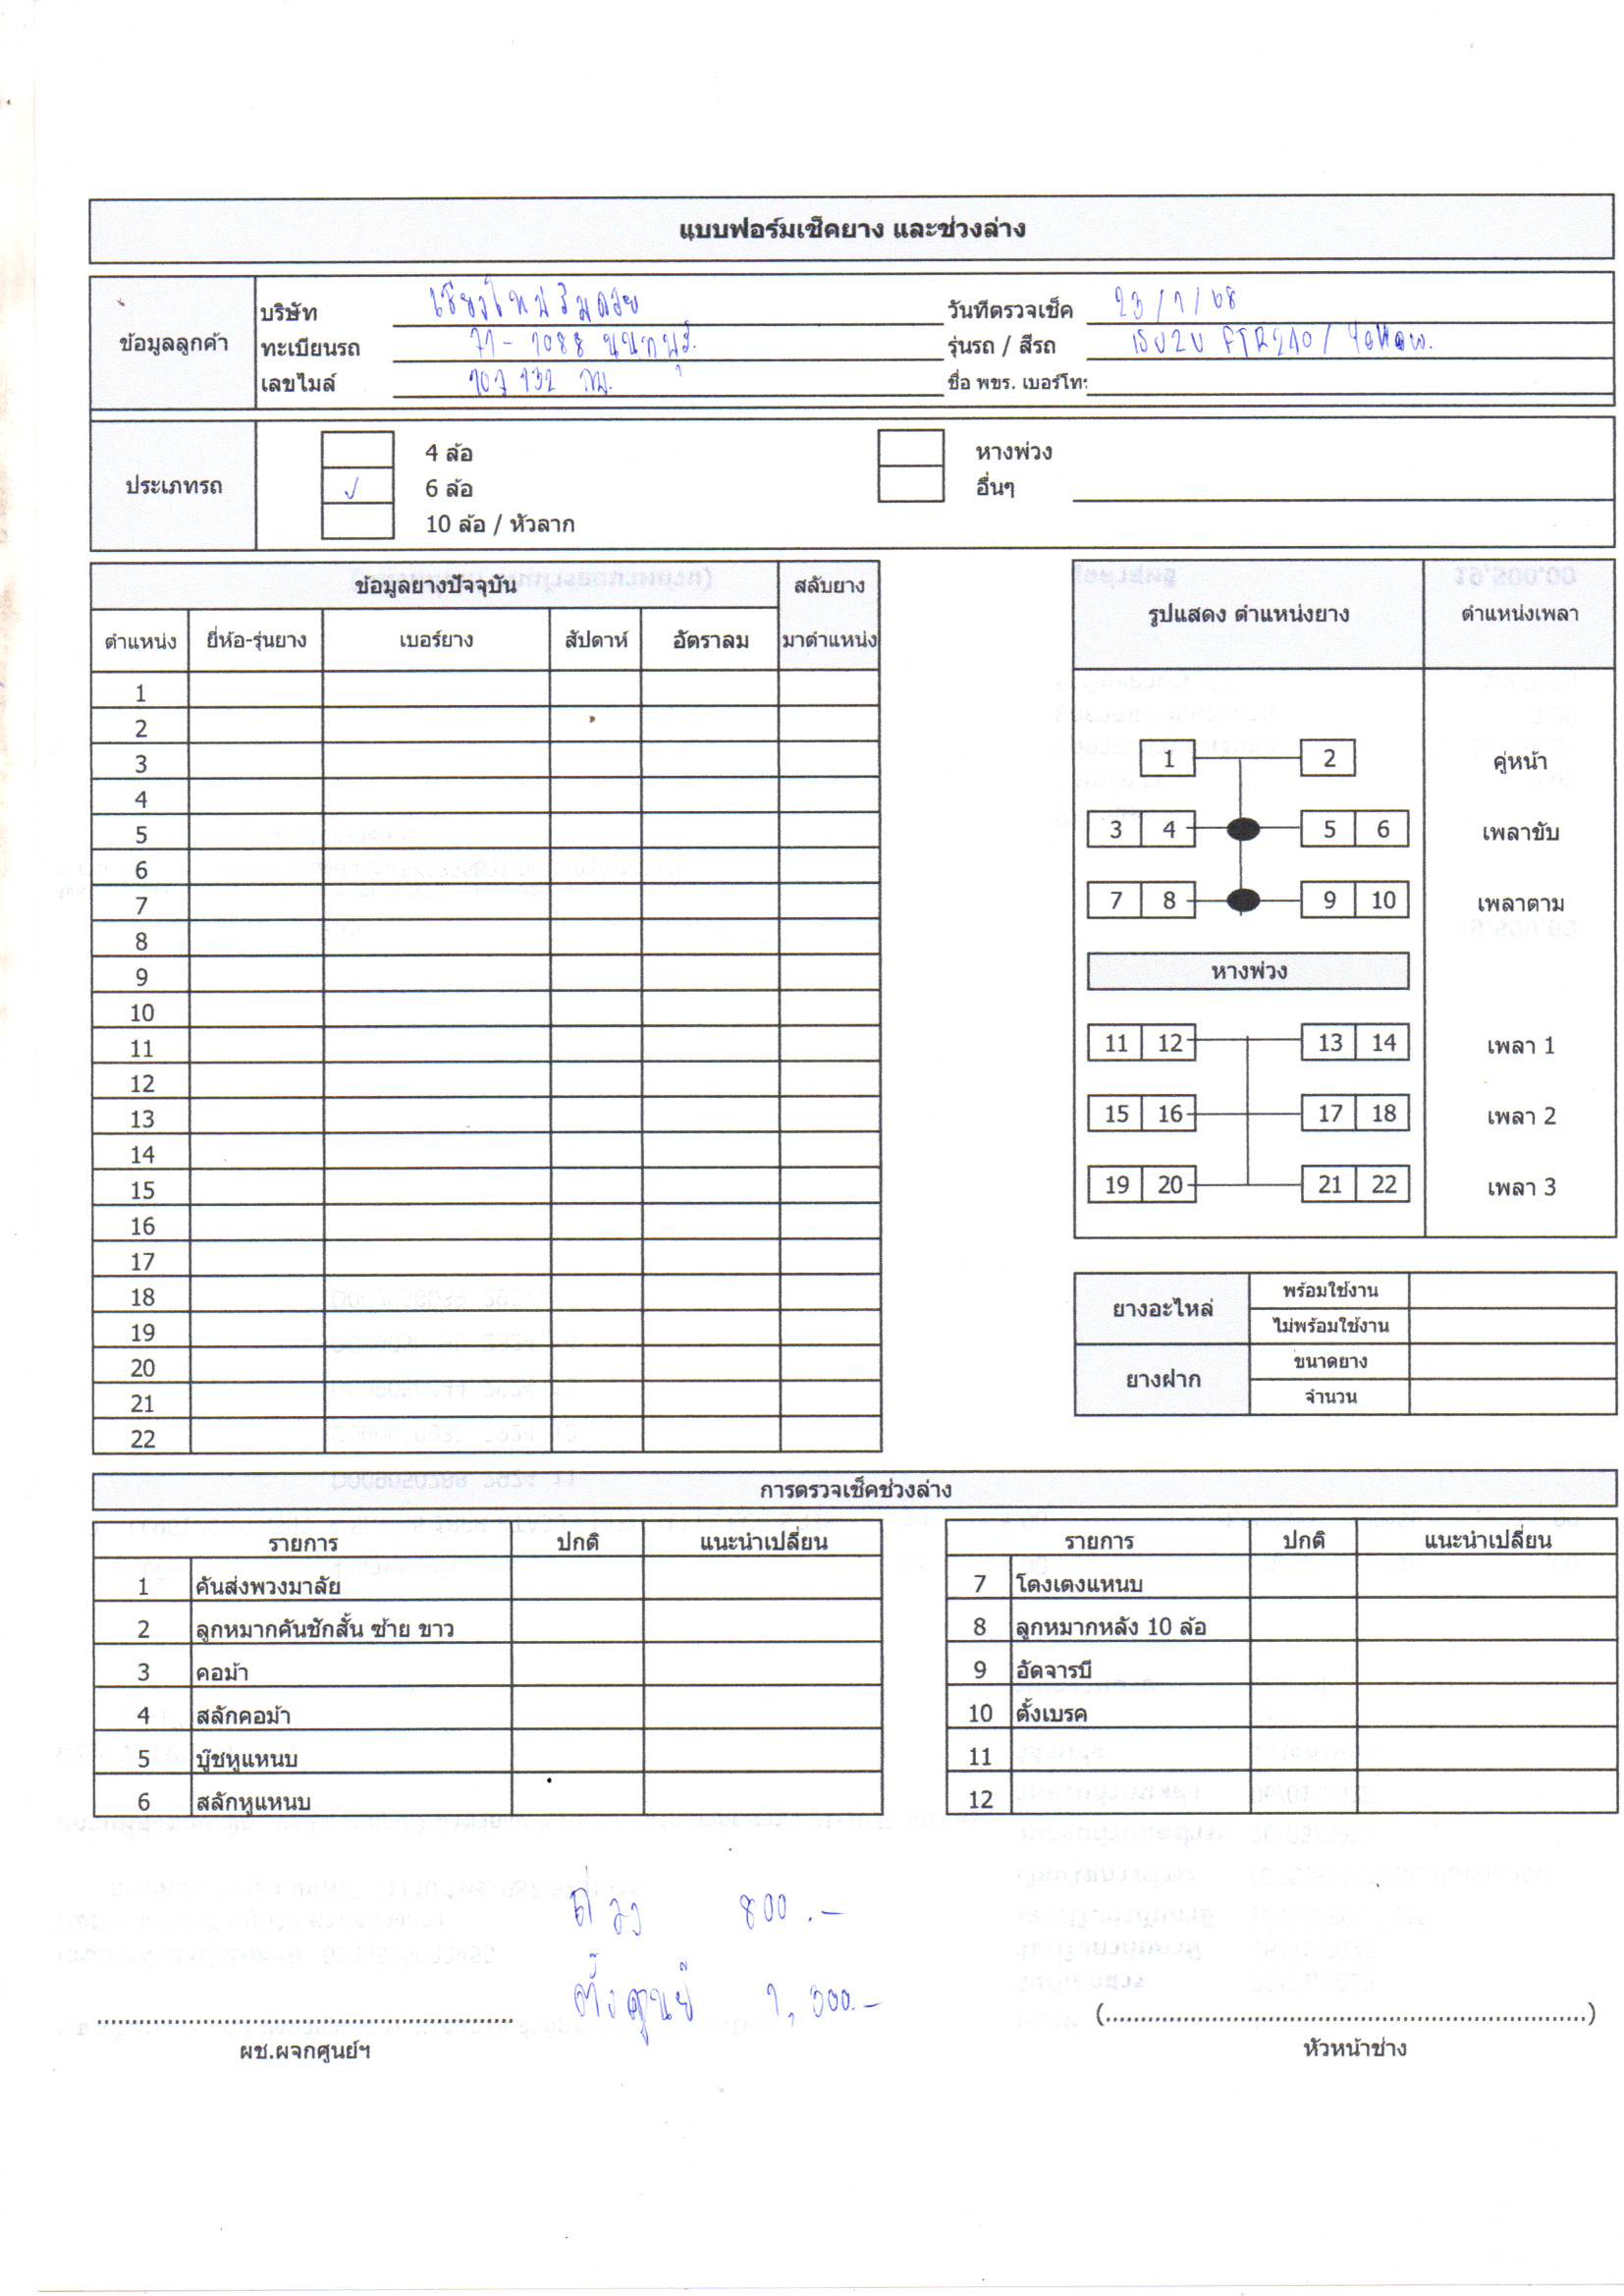 แบบฟอร์มเช็คยาง และช่วงล่าง
ข้อมูลลูกค้า
บริษัท เชียงใหม่ริมดอย วันที่ตรวจเช็ค 23/1/68
ทะเบียนรถ 71-1088 นนทบุรี. รุ่นรถ / สีรถ ISUZU FTR240 / Yellow.
เลขไมล์ 107 132 กม. ชื่อ พขร. เบอร์โทร
ประเภทรถ
4 ล้อ หางพ่วง
✓ 6 ล้อ อื่นๆ
10 ล้อ / หัวลาก
ข้อมูลยางปัจจุบัน สลับยาง
ตำแหน่ง ยี่ห้อ-รุ่นยาง เบอร์ยาง สัปดาห์ อัตราลม มาตำแหน่ง
1
2
3
4
5
6
7
8
9
10
11
12
13
14
15
16
17
18
19
20
21
22
รูปแสดง ตำแหน่งยาง ตำแหน่งเพลา
1 2 คู่หน้า
3 4 5 6 เพลาขับ
7 8 9 10 เพลาตาม
หางพ่วง
11 12 13 14 เพลา 1
15 16 17 18 เพลา 2
19 20 21 22 เพลา 3
ยางอะไหล่ พร้อมใช้งาน
ไม่พร้อมใช้งาน
ยางฝาก ขนาดยาง
จำนวน
การตรวจเช็คช่วงล่าง
รายการ ปกติ แนะนำเปลี่ยน
1 คันส่งพวงมาลัย
2 ลูกหมากคันชักสั้น ซ้าย ขาว
3 คอม้า
4 สลักคอม้า
5 บู๊ชหูแหนบ
6 สลักหูแหนบ
รายการ ปกติ แนะนำเปลี่ยน
7 โตงเตงแหนบ
8 ลูกหมากหลัง 10 ล้อ
9 อัดจารบี
10 ตั้งเบรค
11
12
ถ่วง 800.-
ตั้งศูนย์ 1,300.-
ผช.ผจกศูนย์ฯ
(..........)
หัวหน้าช่าง